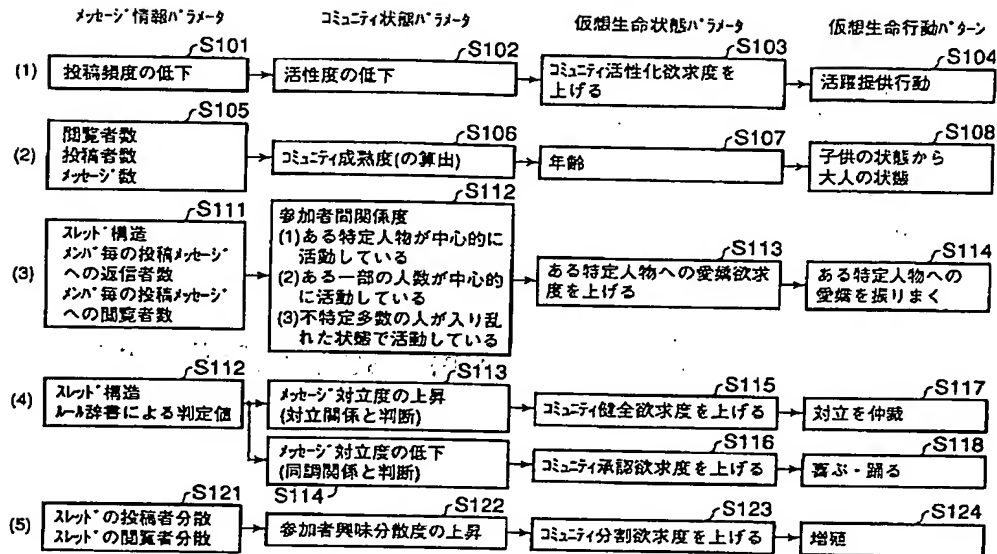 メッセージ情報パラメータ
コミュニティ状態パラメータ
仮想生命状態パラメータ
仮想生命行動パターン
(1)
S101
投稿頻度の低下
S102
活性度の低下
S103
コミュニティ活性化欲求度を
上げる
S104
活躍提供行動
(2)
S105
閲覧者数
投稿者数
メッセージ数
S106
コミュニティ成熟度(の算出)
S107
年齢
S108
子供の状態から
大人の状態
(3)
S111
スレッド構造
メンバ毎の投稿メッセージ
への返信者数
メンバ毎の投稿メッセージ
への閲覧者数
S112
参加者間関係度
(1)ある特定人物が中心的に
活動している
(2)ある一部の人数が中心的
に活動している
(3)不特定多数の人が入り乱
れた状態で活動している
S113
ある特定人物への愛嬌欲求
度を上げる
S114
ある特定人物への
愛嬌を振りまく
(4)
S112
スレッド構造
ルール辞書による判定値
S113
メッセージ対立度の上昇
(対立関係と判断)
S115
コミュニティ健全欲求度を上げる
S117
対立を仲裁
メッセージ対立度の低下
(同調関係と判断)
S114
S116
コミュニティ承認欲求度を上げる
S118
喜ぶ・踊る
(5)
S121
スレッドの投稿者分散
スレッドの閲覧者分散
S122
参加者興味分散度の上昇
S123
コミュニティ分割欲求度を上げる
S124
増殖